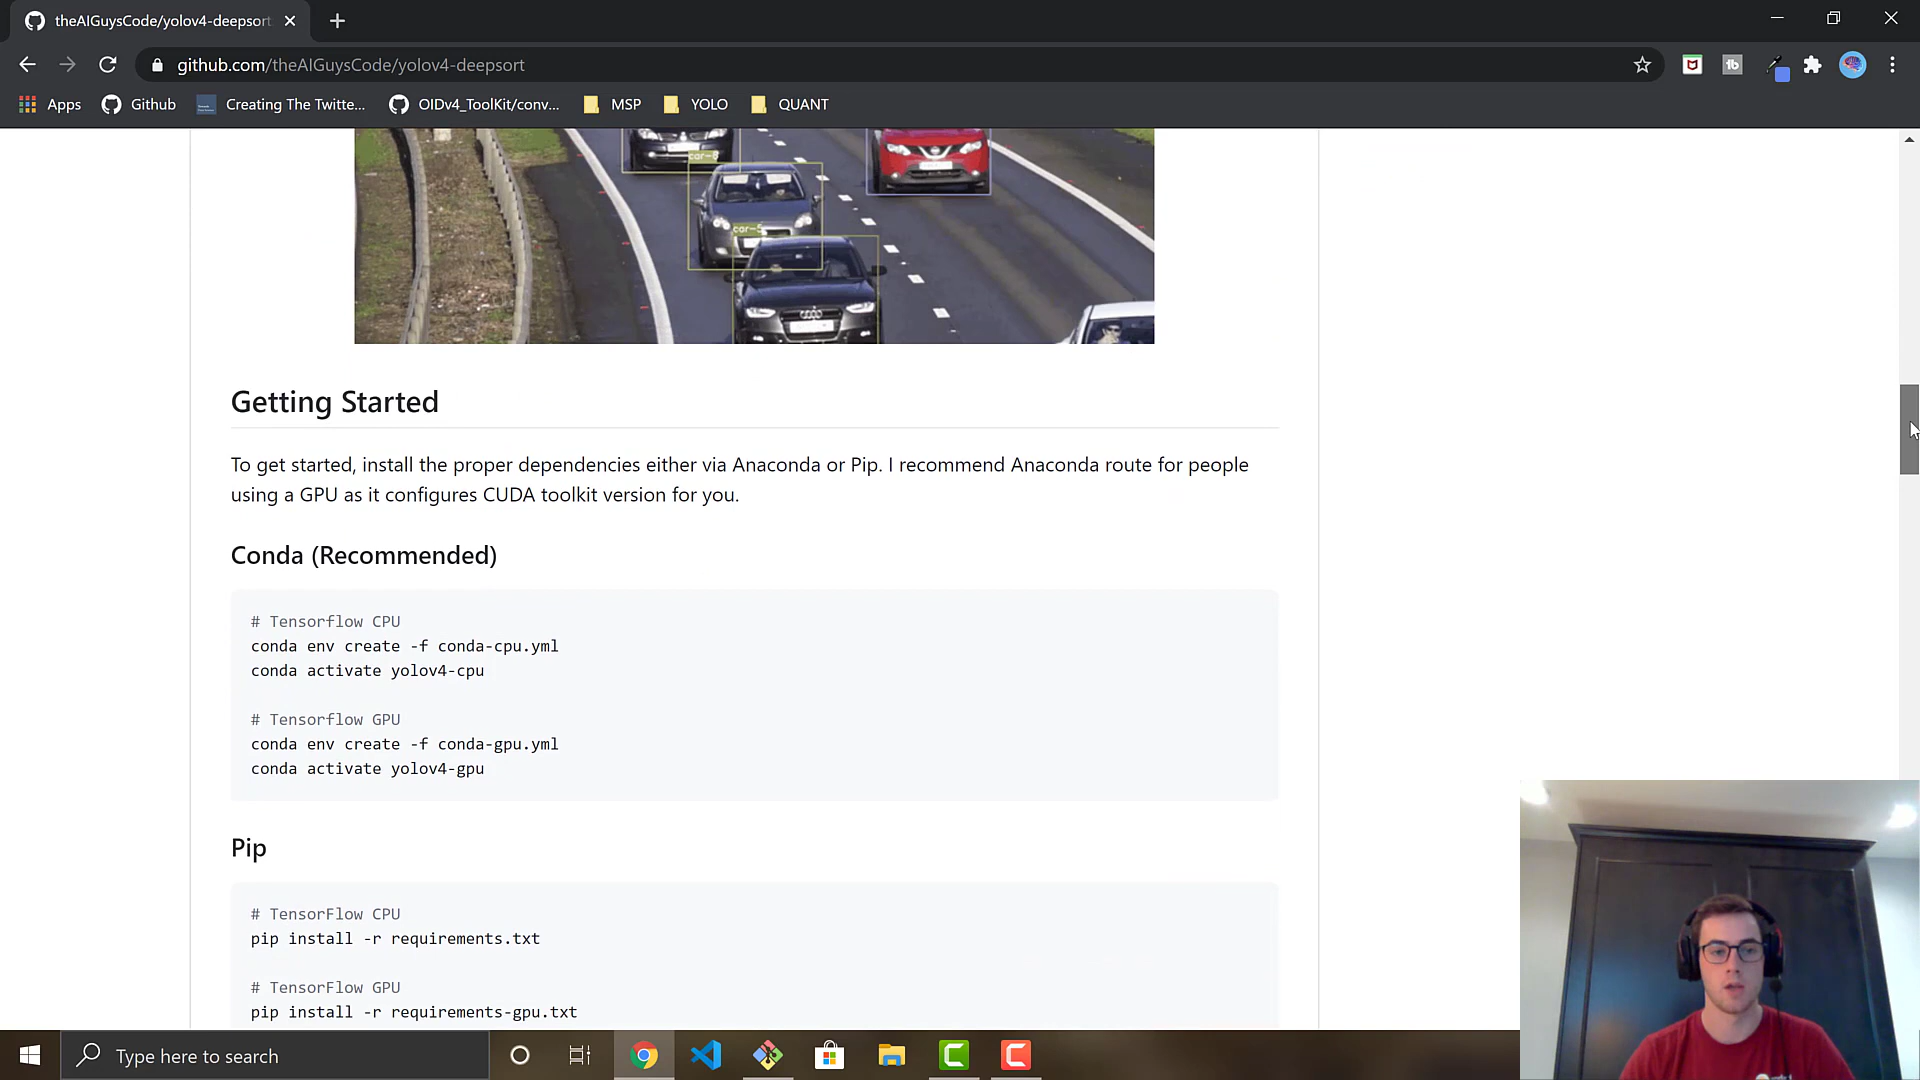 theAIGuysCode/yolov4-deepsort
github.com/theAIGuysCode/yolov4-deepsort
Apps
Github
Creating The Twitte...
OIDv4_ToolKit/conv...
MSP
YOLO
QUANT
car-8
car-5
Getting Started
To get started, install the proper dependencies either via Anaconda or Pip. I recommend Anaconda route for people
using a GPU as it configures CUDA toolkit version for you.
Conda (Recommended)
# Tensorflow CPU
conda env create -f conda-cpu.yml
conda activate yolov4-cpu
# Tensorflow GPU
conda env create -f conda-gpu.yml
conda activate yolov4-gpu
Pip
# TensorFlow CPU
pip install -r requirements.txt
# TensorFlow GPU
pip install -r requirements-gpu.txt
Type here to search